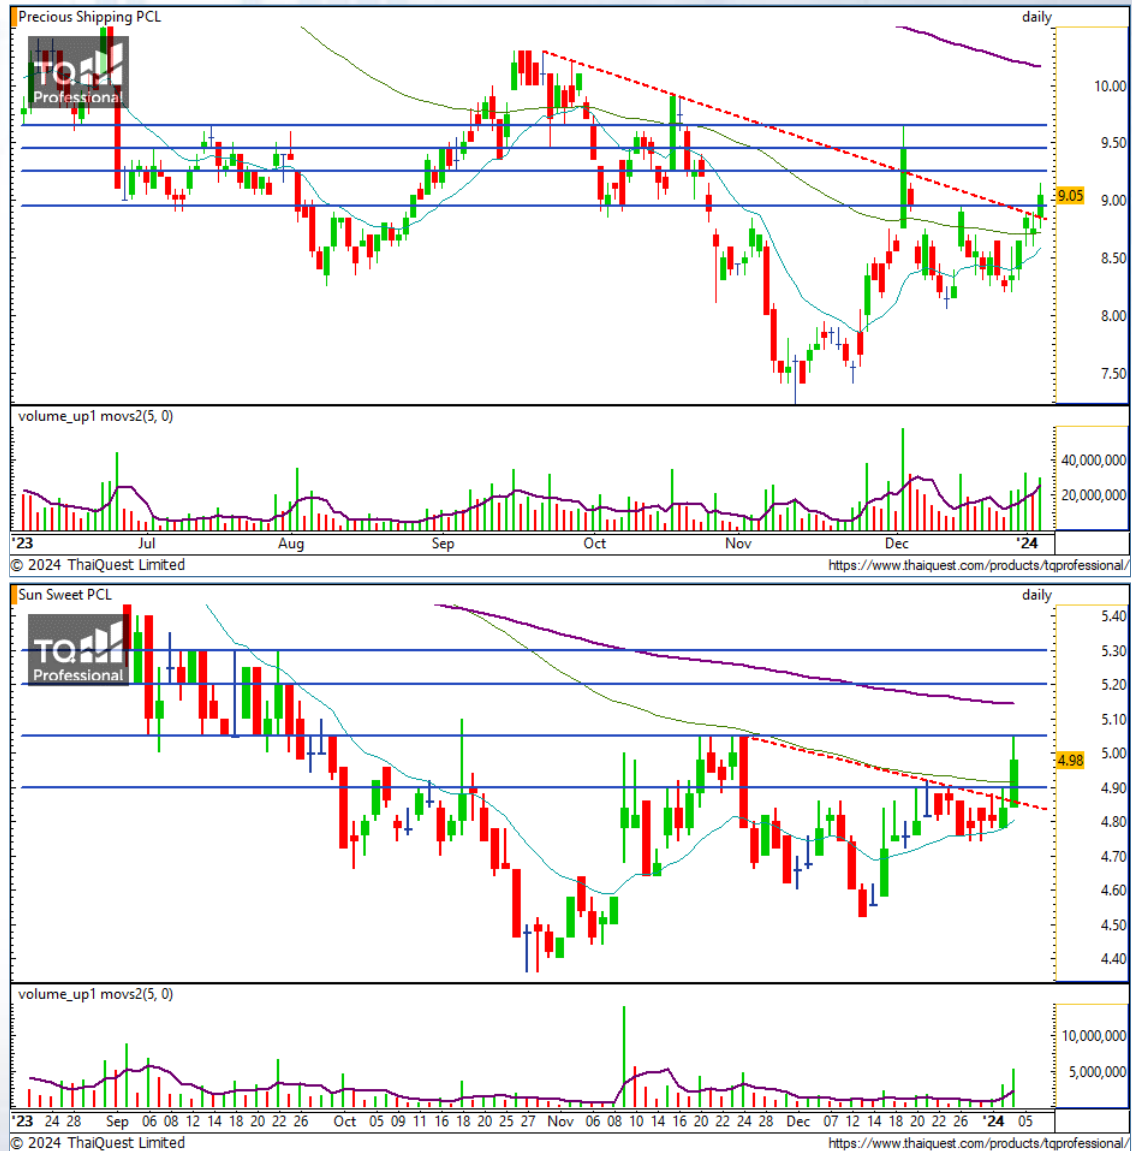 Precious Shipping PCL daily
TQ
Professional
10.00
9.50
9.05
9.00
8.50
8.00
7.50
volume_up1 movs2(5, 0)
40,000,000
20,000,000
'23 Jul Aug Sep Oct Nov Dec '24
© 2024 ThaiQuest Limited https://www.thaiquest.com/products/tqprofessional/
Sun Sweet PCL daily
TQ
Professional
5.40
5.30
5.20
5.10
5.00
4.98
4.90
4.80
4.70
4.60
4.50
4.40
volume_up1 movs2(5, 0)
10,000,000
5,000,000
'23 24 28 Sep 06 08 12 14 18 20 22 26 Oct 05 09 11 16 18 20 25 27 Nov 06 08 10 14 16 20 22 24 28 Dec 07 12 14 18 20 22 26 '24 05
© 2024 ThaiQuest Limited https://www.thaiquest.com/products/tqprofessional/